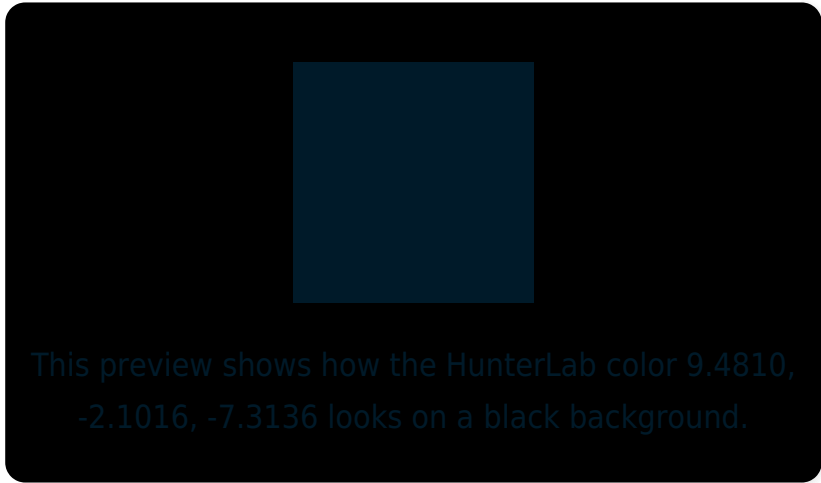 This preview shows how the HunterLab color 9.4810,
-2.1016, -7.3136 looks on a black background.